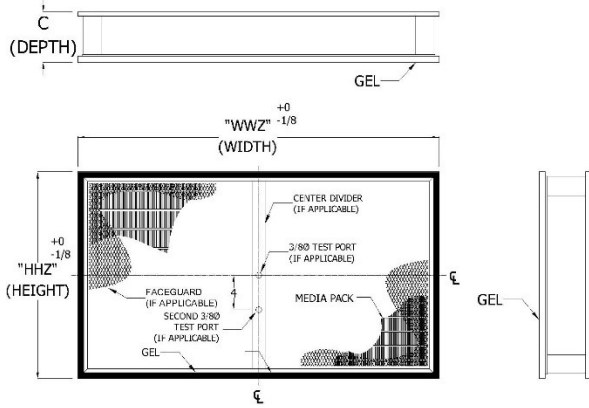 C
(DEPTH)
GEL
"WWZ" +0 -1/8
(WIDTH)
"HHZ" +0 -1/8
(HEIGHT)
CENTER DIVIDER
(IF APPLICABLE)
3/8Ø TEST PORT
(IF APPLICABLE)
℄
FACEGUARD
(IF APPLICABLE)
4
SECOND 3/8Ø
TEST PORT
(IF APPLICABLE)
MEDIA PACK
GEL
℄
GEL